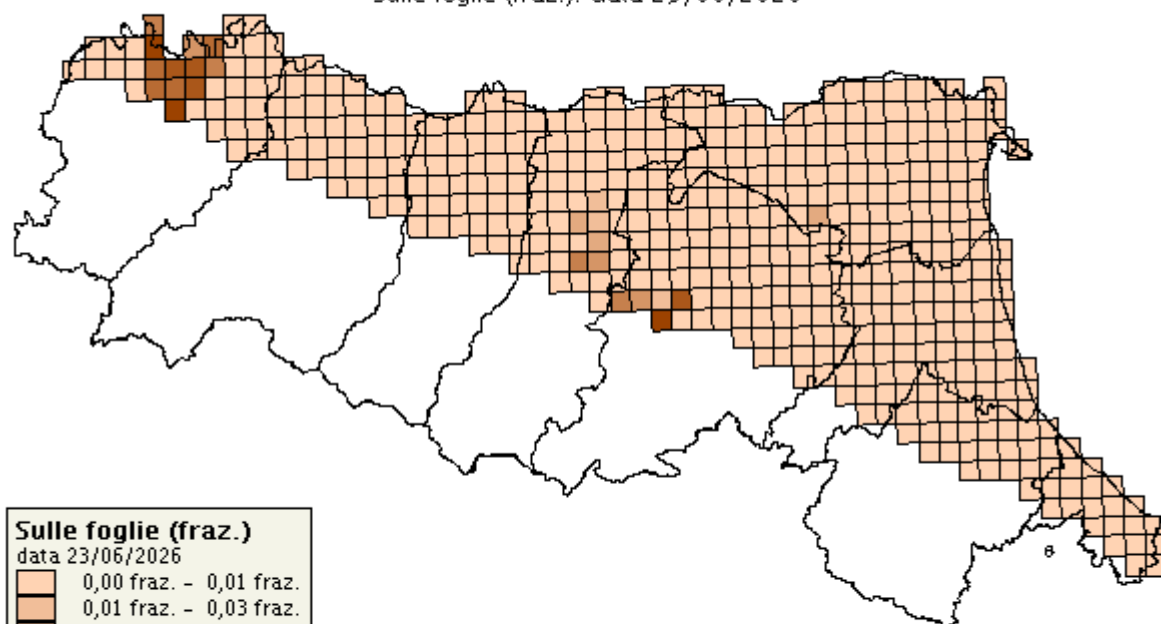 Sulle foglie (fraz.)
data 23/06/2026
0,00 fraz. - 0,01 fraz.
0,01 fraz. - 0,03 fraz.